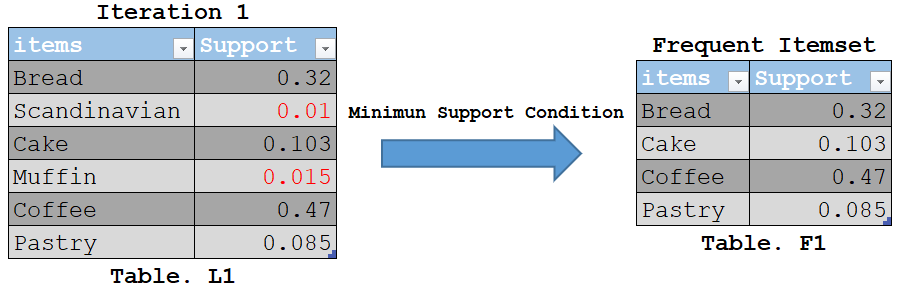 Iteration 1
items Support
Bread 0.32
Scandinavian 0.01
Cake 0.103
Muffin 0.015
Coffee 0.47
Pastry 0.085
Table. L1
Minimun Support Condition
Frequent Itemset
items Support
Bread 0.32
Cake 0.103
Coffee 0.47
Pastry 0.085
Table. F1